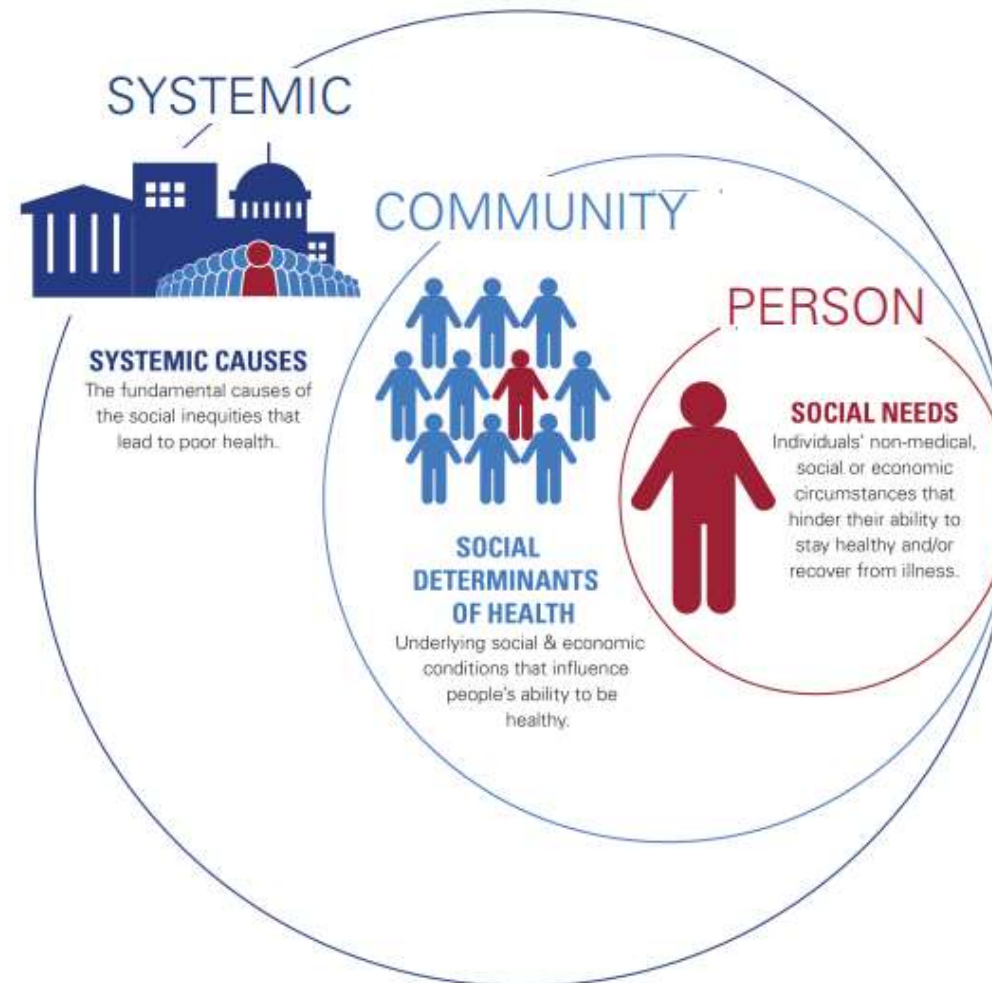 SYSTEMIC
SYSTEMIC CAUSES
The fundamental causes of
the social inequities that
lead to poor health.
COMMUNITY
SOCIAL
DETERMINANTS
OF HEALTH
Underlying social & economic
conditions that influence
people's ability to be
healthy.
PERSON
SOCIAL NEEDS
Individuals' non-medical,
social or economic
circumstances that
hinder their ability to
stay healthy and/or
recover from illness.